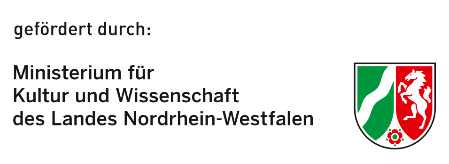 gefördert durch:
Ministerium für
Kultur und Wissenschaft
des Landes Nordrhein-Westfalen